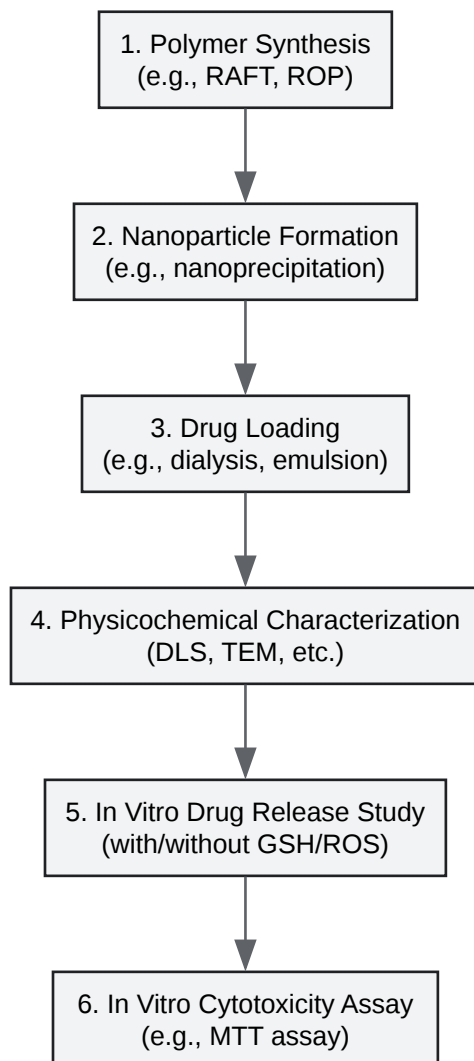 1. Polymer Synthesis
(e.g., RAFT, ROP)
2. Nanoparticle Formation
(e.g., nanoprecipitation)
3. Drug Loading
(e.g., dialysis, emulsion)
4. Physicochemical Characterization
(DLS, TEM, etc.)
5. In Vitro Drug Release Study
(with/without GSH/ROS)
6. In Vitro Cytotoxicity Assay
(e.g., MTT assay)